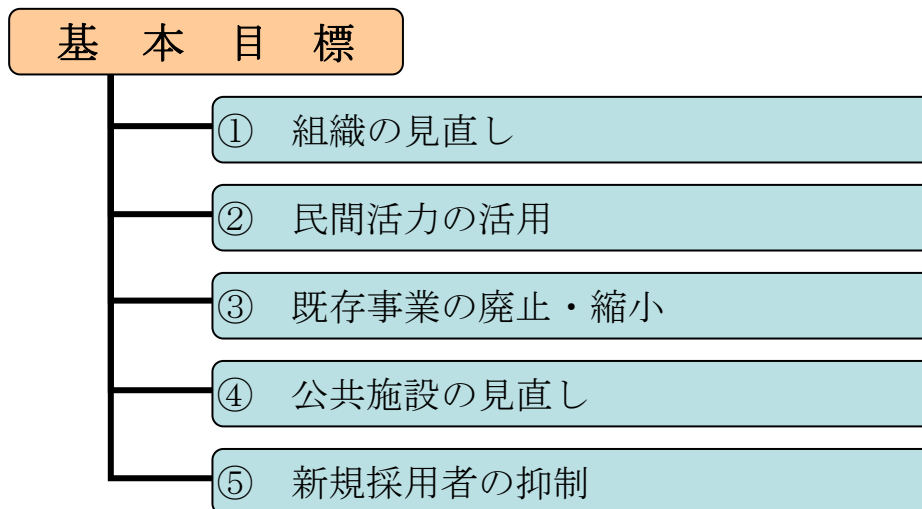 基 本 目 標
① 組織の見直し
② 民間活力の活用
③ 既存事業の廃止・縮小
④ 公共施設の見直し
⑤ 新規採用者の抑制